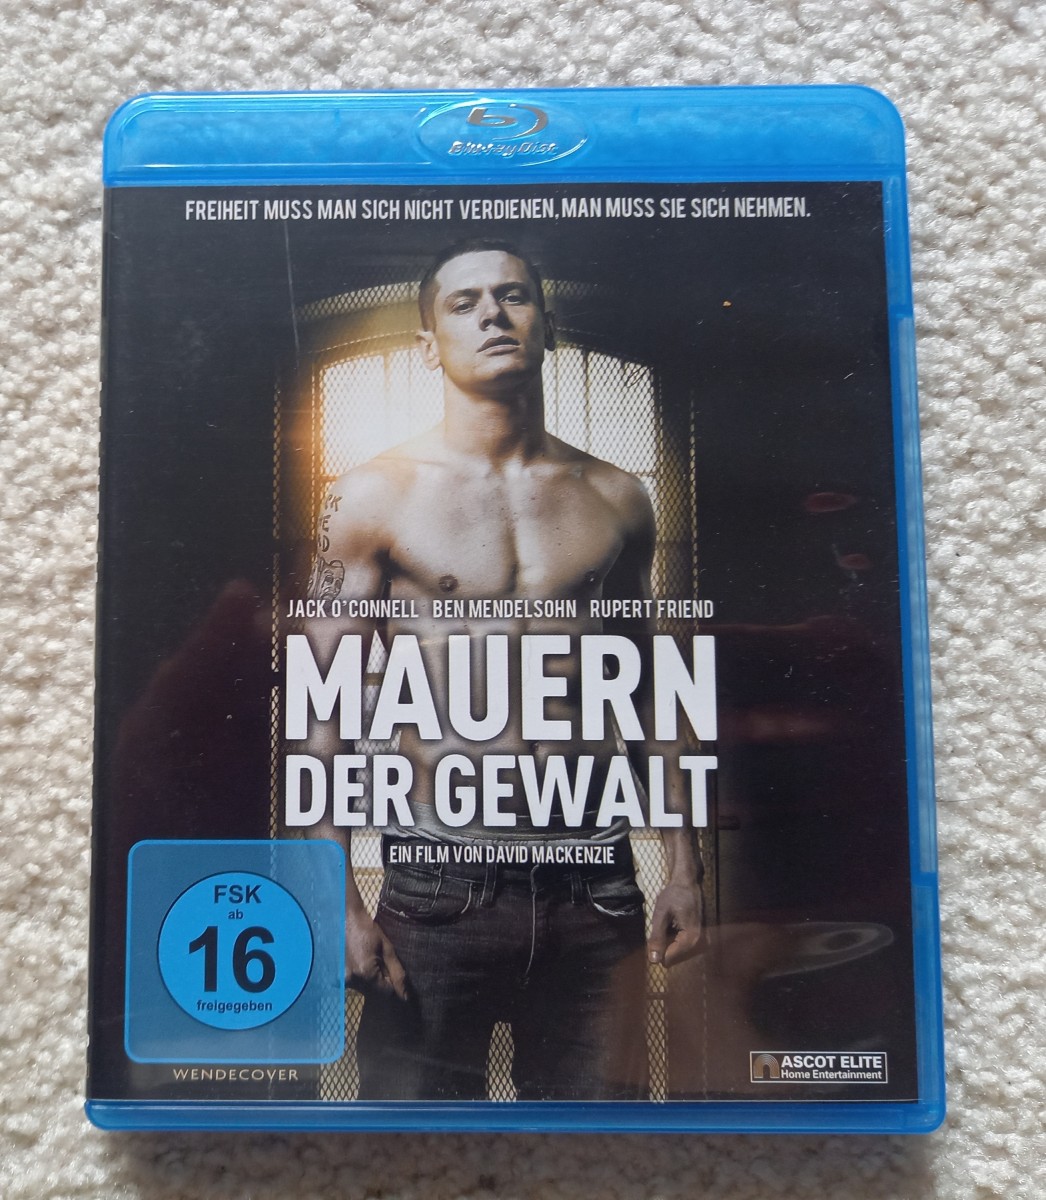 Blu-ray Disc
FREIHEIT MUSS MAN SICH NICHT VERDIENEN, MAN MUSS SIE SICH NEHMEN.
JACK O'CONNELL BEN MENDELSOHN RUPERT FRIEND
MAUERN
DER GEWALT
EIN FILM VON DAVID MACKENZIE
FSK
ab
16
freigegeben
WENDECOVER
ASCOT ELITE
Home Entertainment